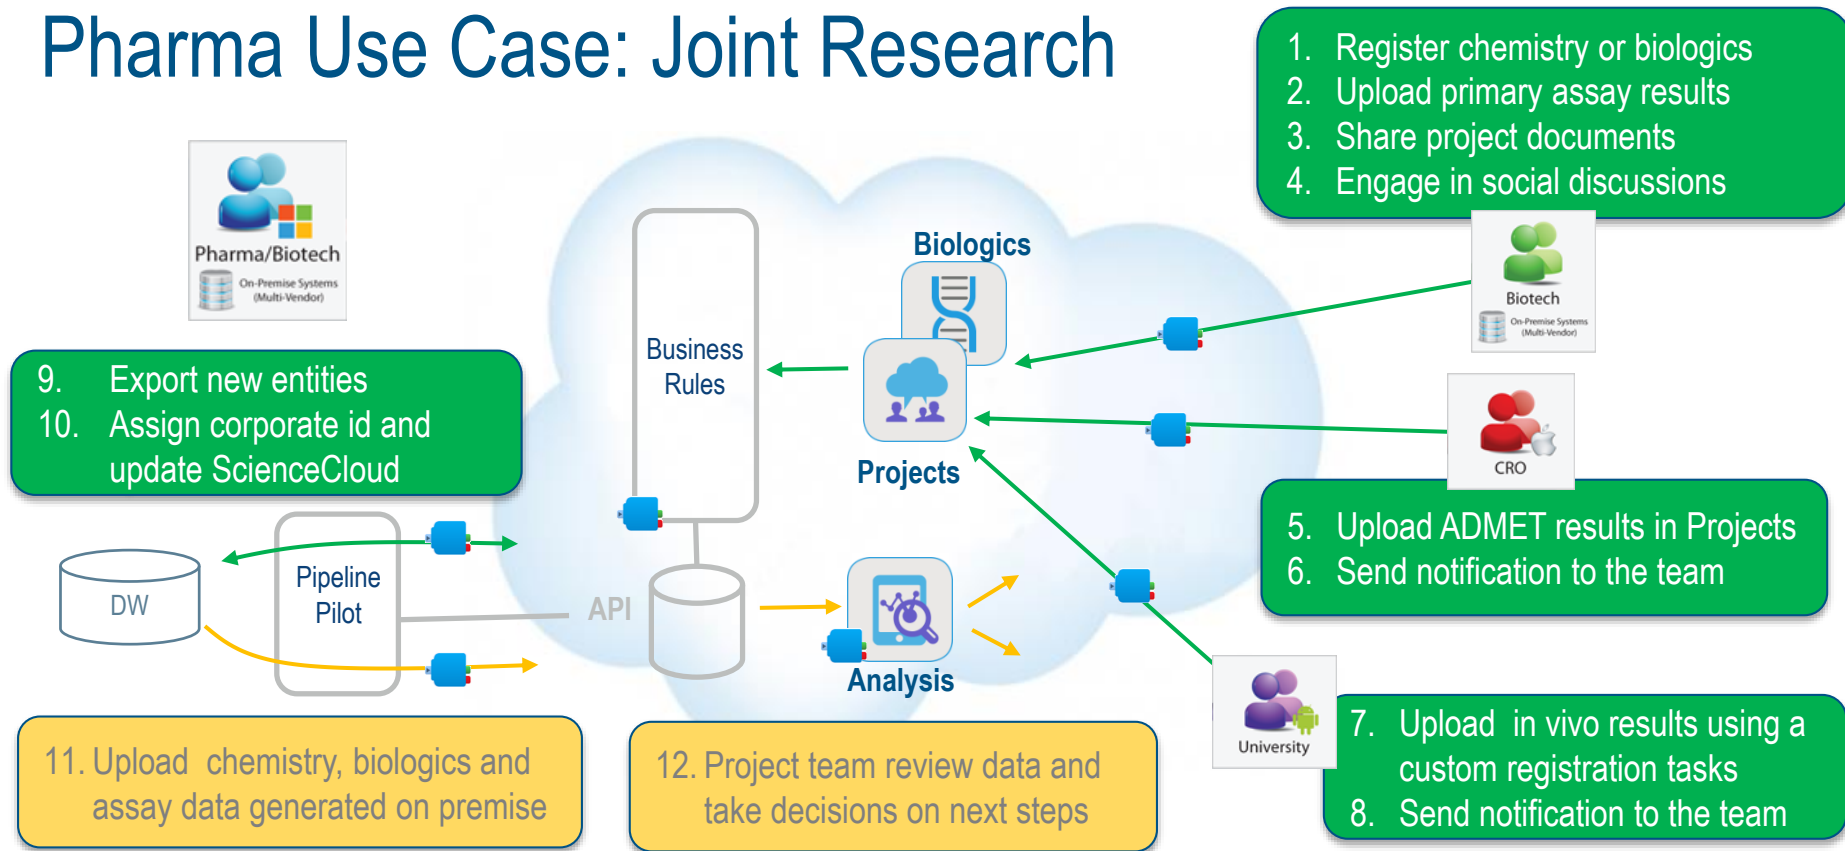 Pharma Use Case: Joint Research
1. Register chemistry or biologics
2. Upload primary assay results
3. Share project documents
4. Engage in social discussions
Pharma/Biotech
On-Premise Systems
(Multi-Vendor)
Biologics
Biotech
On-Premise Systems
(Multi-Vendor)
Business
Rules
9. Export new entities
10. Assign corporate id and
update ScienceCloud
Projects
CRO
5. Upload ADMET results in Projects
6. Send notification to the team
DW
Pipeline
Pilot
API
Analysis
University
7. Upload in vivo results using a
custom registration tasks
8. Send notification to the team
11. Upload chemistry, biologics and
assay data generated on premise
12. Project team review data and
take decisions on next steps